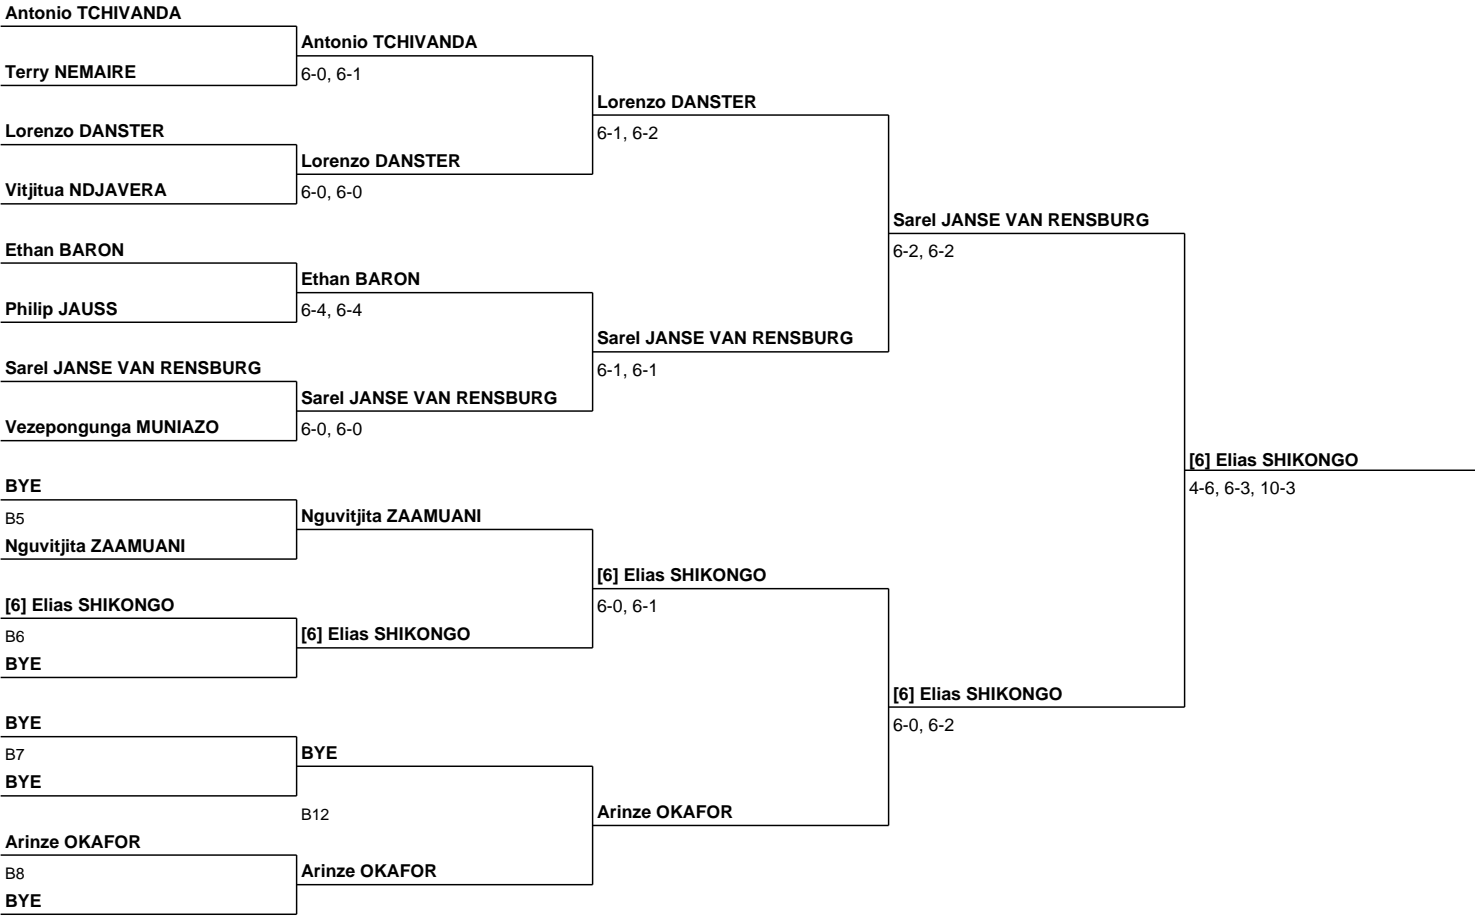 Antonio TCHIVANDA
Terry NEMAIRE
Lorenzo DANSTER
Vitjitua NDJAVERA
Ethan BARON
Philip JAUSS
Sarel JANSE VAN RENSBURG
Vezepongunga MUNIAZO
BYE
B5
Nguvitjita ZAAMUANI
[6] Elias SHIKONGO
B6
BYE
BYE
B7
BYE
Arinze OKAFOR
B8
BYE
Antonio TCHIVANDA
6-0, 6-1
Lorenzo DANSTER
6-0, 6-0
Ethan BARON
6-4, 6-4
Sarel JANSE VAN RENSBURG
6-0, 6-0
Nguvitjita ZAAMUANI
[6] Elias SHIKONGO
BYE
B12
Arinze OKAFOR
Lorenzo DANSTER
6-1, 6-2
Sarel JANSE VAN RENSBURG
6-1, 6-1
[6] Elias SHIKONGO
6-0, 6-1
Arinze OKAFOR
Sarel JANSE VAN RENSBURG
6-2, 6-2
[6] Elias SHIKONGO
6-0, 6-2
[6] Elias SHIKONGO
4-6, 6-3, 10-3